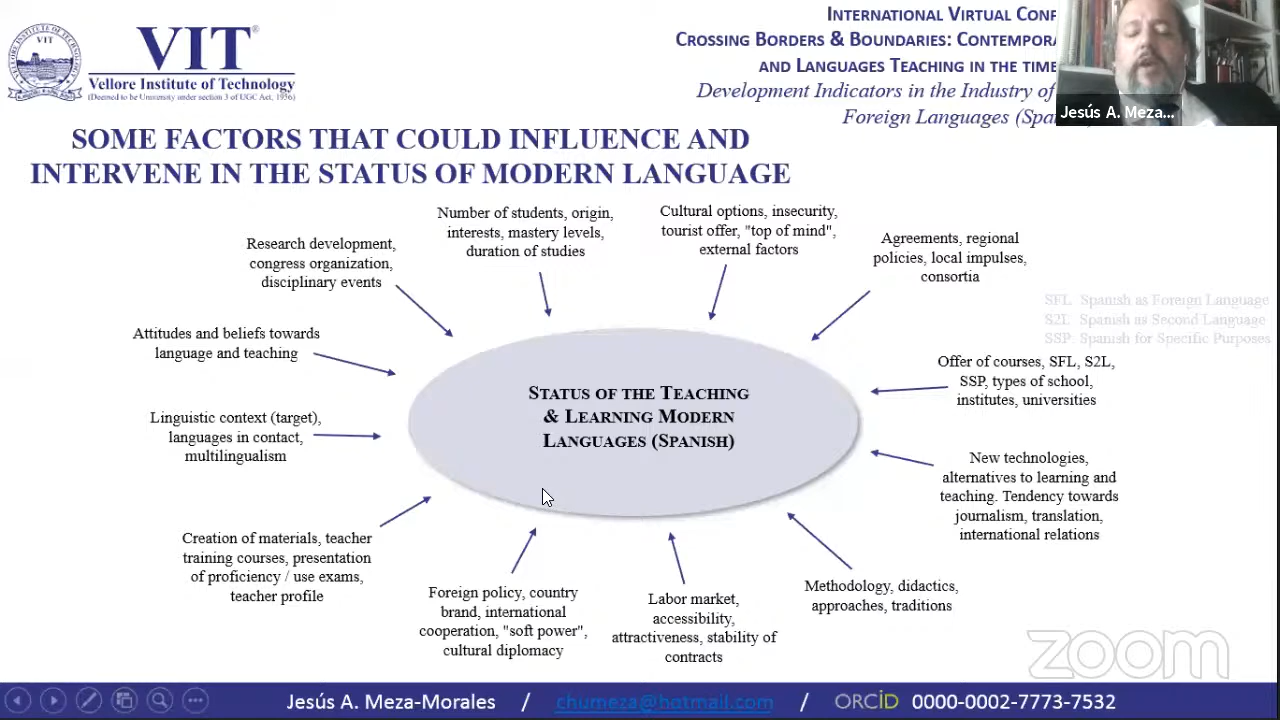 VIT
VIT
Vellore Institute of Technology
(Deemed to be University under section 3 of UGC Act, 1956)
INTERNATIONAL VIRTUAL
CROSSING BORDERS & BOUNDARIES:
AND LANGUAGES TEACHING IN THE TIME
Development Indicators in the Industry of
Foreign Languages
Jesús A. Meza...
SOME FACTORS THAT COULD INFLUENCE AND
INTERVENE IN THE STATUS OF MODERN LANGUAGE
Research development,
congress organization,
disciplinary events
Number of students, origin,
interests, mastery levels,
duration of studies
Cultural options, insecurity,
tourist offer, "top of mind",
external factors
Agreements, regional
policies, local impulses,
consortia
SFL: Spanish as Foreign Language
S2L: Spanish as Second Language
SSP: Spanish for Specific Purposes
Attitudes and beliefs towards
language and teaching
Offer of courses, SFL, S2L,
SSP, types of school,
institutes, universities
STATUS OF THE TEACHING
& LEARNING MODERN
LANGUAGES (SPANISH)
Linguistic context (target),
languages in contact,
multilingualism
New technologies,
alternatives to learning and
teaching. Tendency towards
journalism, translation,
international relations
Creation of materials, teacher
training courses, presentation
of proficiency / use exams,
teacher profile
Foreign policy, country
brand, international
cooperation, "soft power",
cultural diplomacy
Labor market,
accessibility,
attractiveness, stability of
contracts
Methodology, didactics,
approaches, traditions
zoom
Jesús A. Meza-Morales / chumeza@hotmail.com / ORCID 0000-0002-7773-7532